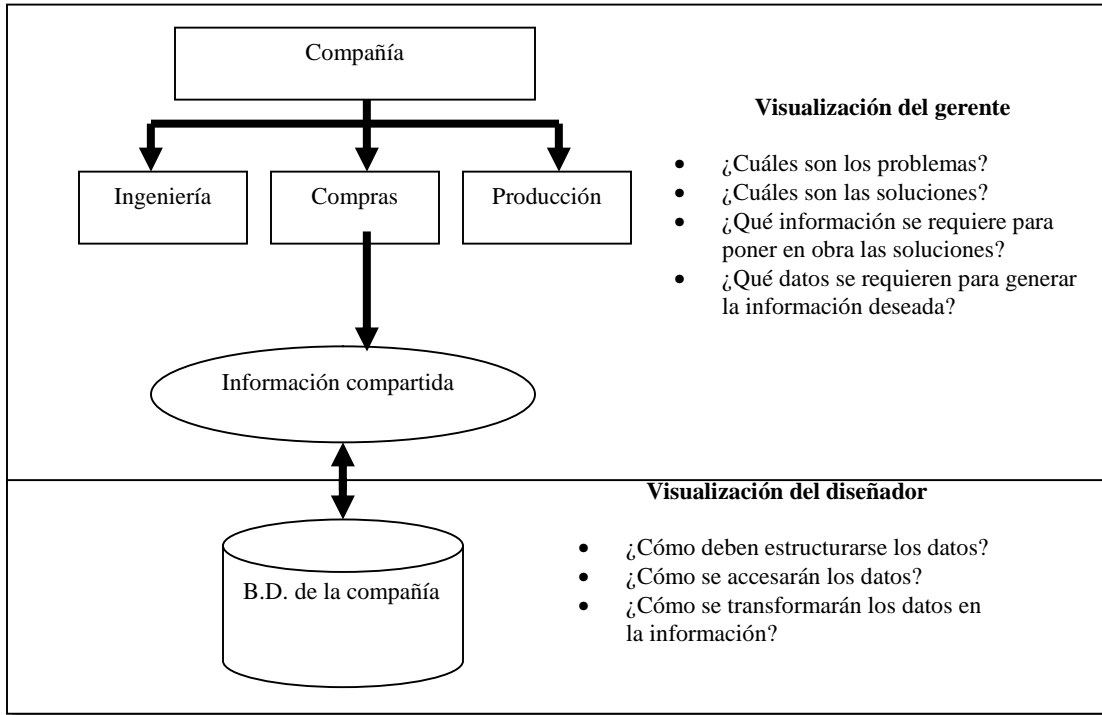 Compañía
Visualización del gerente
Ingeniería
Compras
Producción
• ¿Cuáles son los problemas?
• ¿Cuáles son las soluciones?
• ¿Qué información se requiere para
poner en obra las soluciones?
• ¿Qué datos se requieren para generar
la información deseada?
Información compartida
Visualización del diseñador
B.D. de la compañía
• ¿Cómo deben estructurarse los datos?
• ¿Cómo se accesarán los datos?
• ¿Cómo se transformarán los datos en
la información?